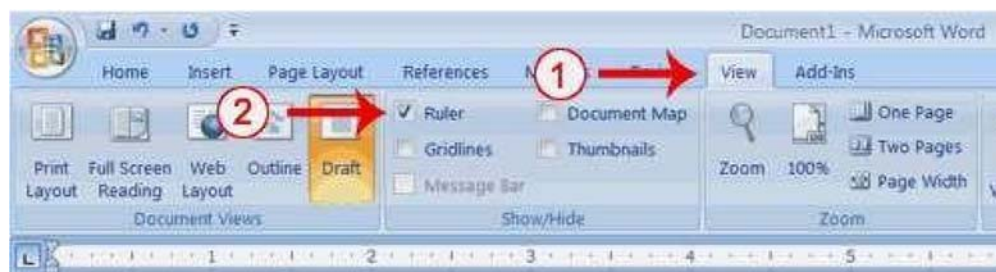 Document1 - Microsoft Word
Home Insert Page Layout References 1 View Add-Ins
2 Ruler Document Map One Page
Gridlines Thumbnails Two Pages
Message Bar Page Width
Print Layout Full Screen Reading Web Layout Outline Draft Zoom 100%
Document Views Show/Hide Zoom
L 1 2 3 4 5